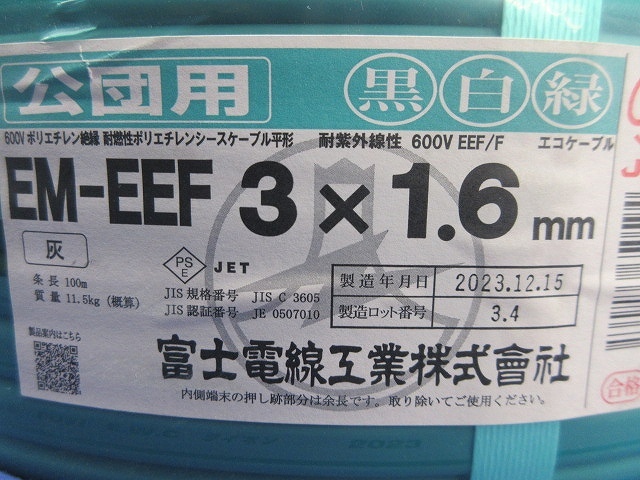 公団用 黒 白 緑
600V ポリエチレン絶縁 耐燃性ポリエチレンシースケーブル平形 耐紫外線性 600V EEF/F エコケーブル
EM-EEF 3×1.6 mm
灰
PS E JET
条長 100m
質量 11.5kg (概算)
JIS 規格番号 JIS C 3605
JIS 認証番号 JE 0507010
製造年月日 2023.12.15
製造ロット番号 3.4
製品案内はこちら
富士電線工業株式會社
内側端末の押し跡部分は余長です。取り除いてご使用ください。
合格